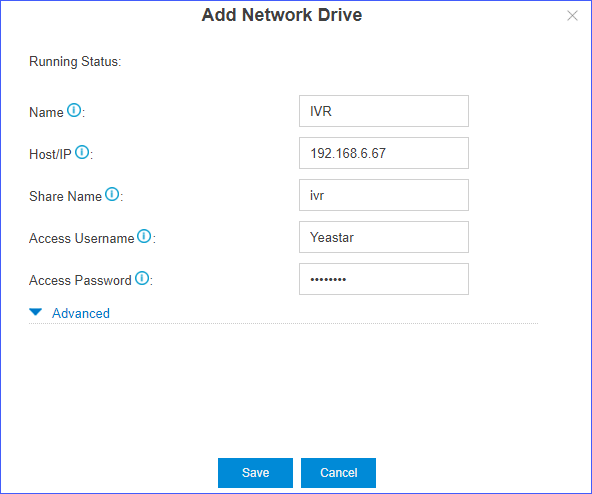 Add Network Drive
Running Status:
Name : IVR
Host/IP : 192.168.6.67
Share Name : ivr
Access Username : Yeastar
Access Password : ••••••••
Advanced
Save Cancel